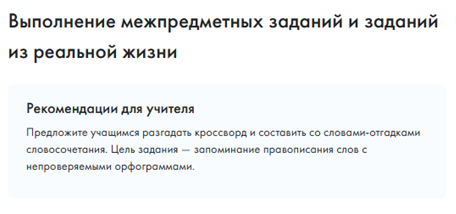 Выполнение межпредметных заданий и заданий
из реальной жизни
Рекомендации для учителя
Предложите учащимся разгадать кроссворд и составить со словами-отгадками
словосочетания. Цель задания — запоминание правописания слов с
непроверяемыми орфограммами.